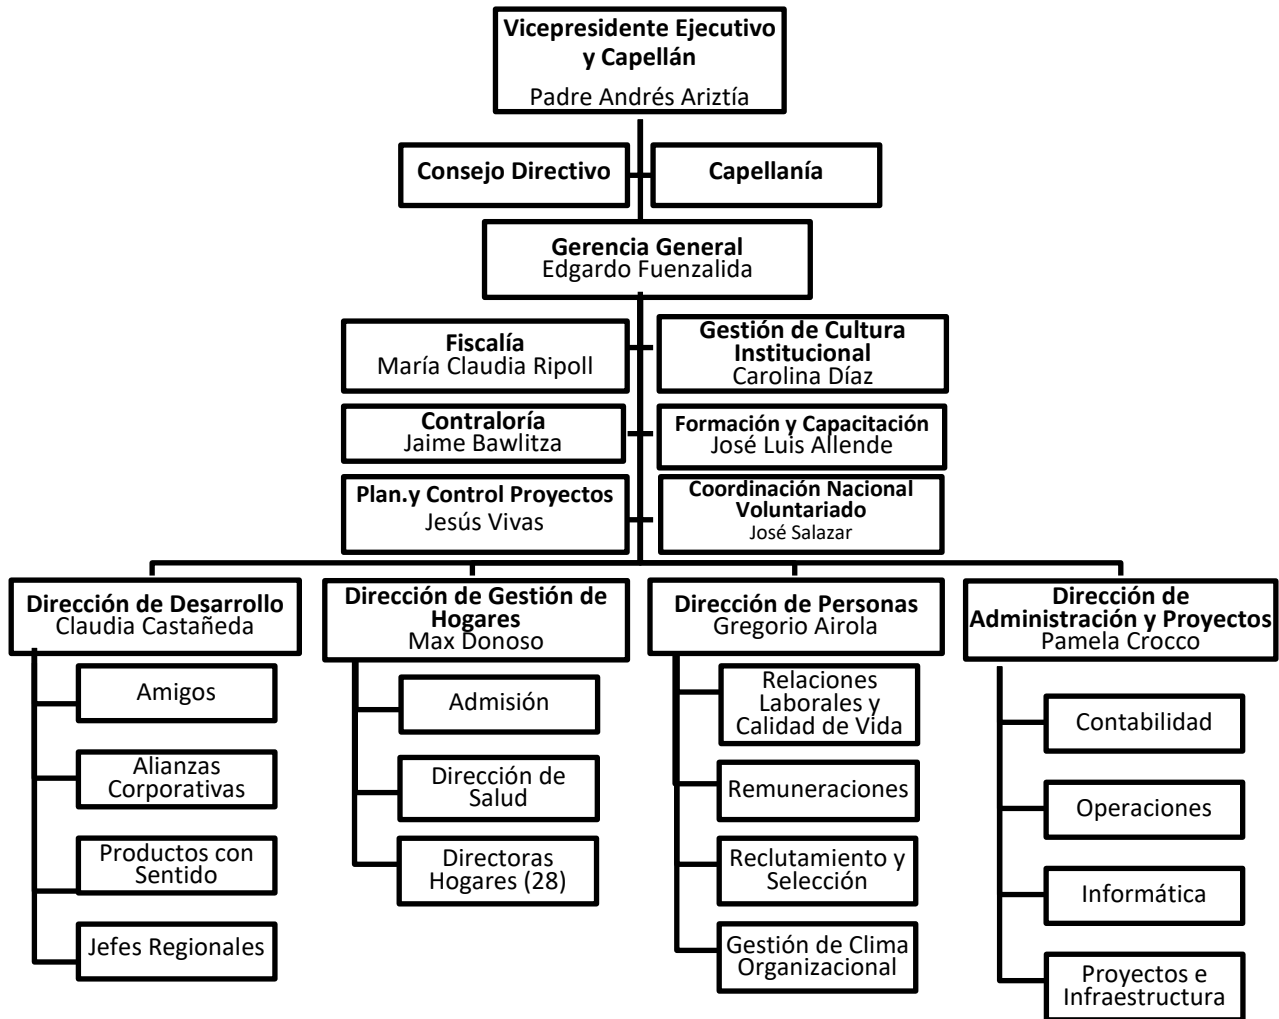 Vicepresidente Ejecutivo
y Capellán
Padre Andrés Ariztía
Consejo Directivo
Capellanía
Gerencia General
Edgardo Fuenzalida
Fiscalía
María Claudia Ripoll
Gestión de Cultura
Institucional
Carolina Díaz
Contraloría
Jaime Bawlitza
Formación y Capacitación
José Luis Allende
Plan.y Control Proyectos
Jesús Vivas
Coordinación Nacional
Voluntariado
José Salazar
Dirección de Desarrollo
Claudia Castañeda
Amigos
Alianzas
Corporativas
Productos con
Sentido
Jefes Regionales
Dirección de Gestión de
Hogares
Max Donoso
Admisión
Dirección de
Salud
Directoras
Hogares (28)
Dirección de Personas
Gregorio Airola
Relaciones
Laborales y
Calidad de Vida
Remuneraciones
Reclutamiento y
Selección
Gestión de Clima
Organizacional
Dirección de
Administración y Proyectos
Pamela Crocco
Contabilidad
Operaciones
Informática
Proyectos e
Infraestructura